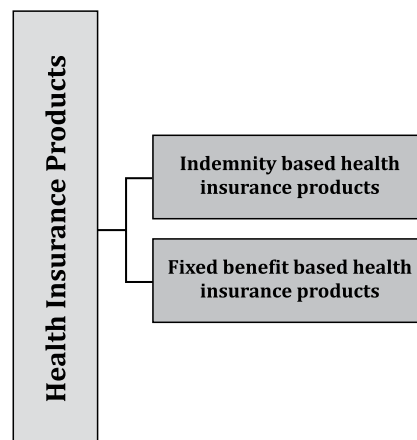 Health Insurance Products
Indemnity based health
insurance products
Fixed benefit based health
insurance products